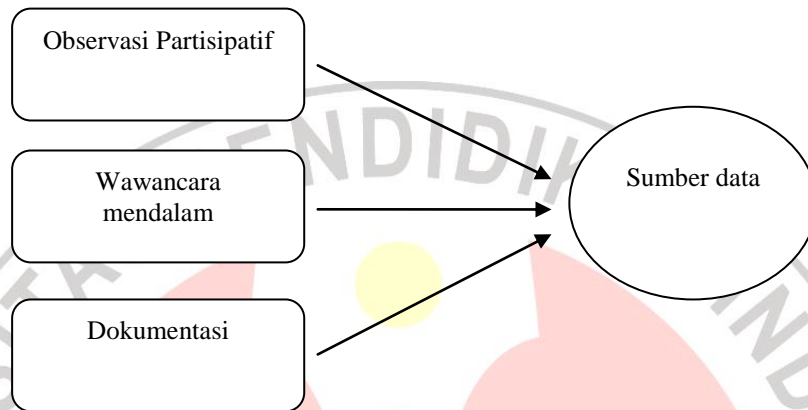 Observasi Partisipatif
Wawancara
mendalam
Sumber data
Dokumentasi